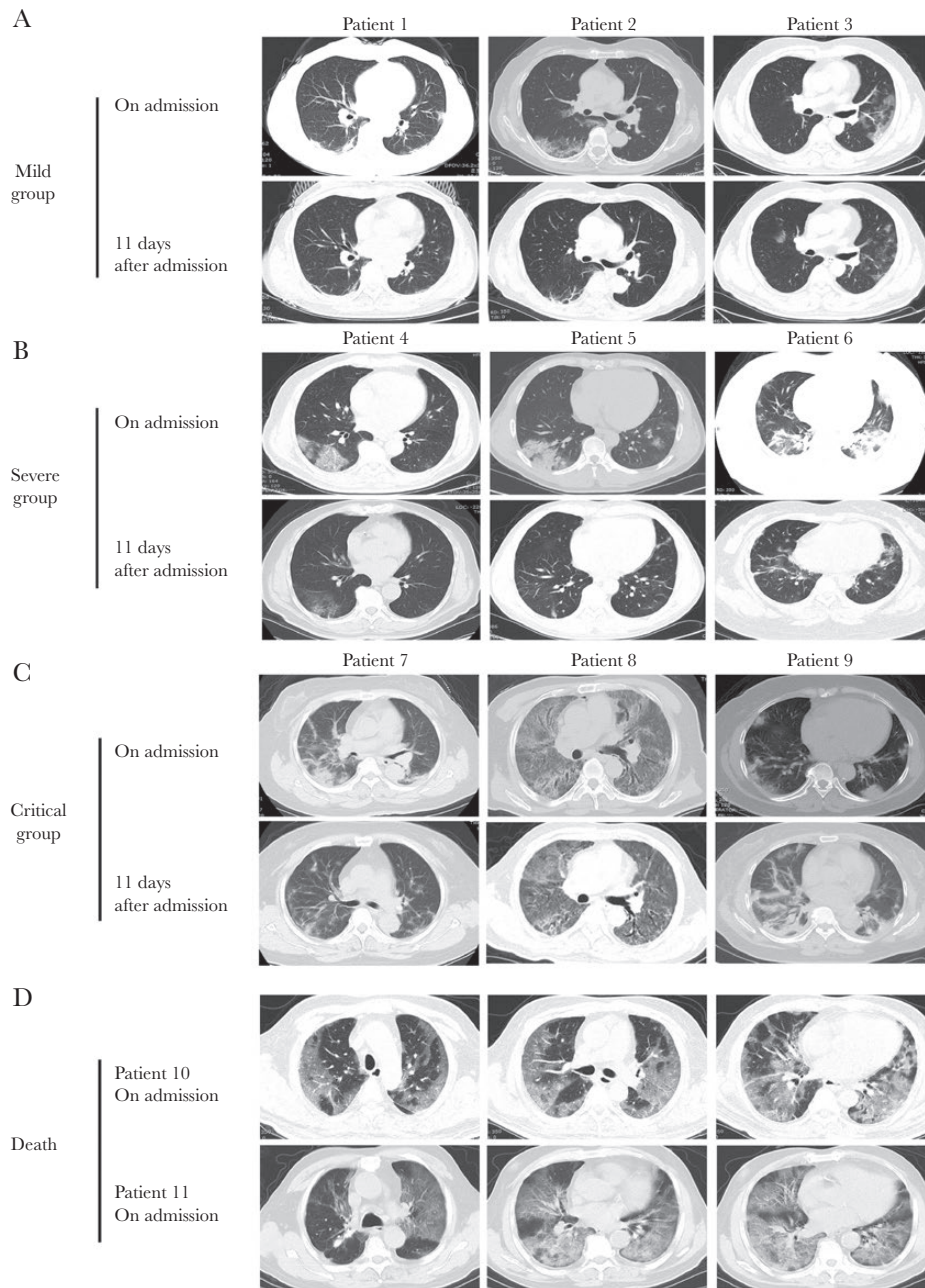 A
Patient 1
Patient 2
Patient 3
On admission
Mild
group
11 days
after admission
B
Patient 4
Patient 5
Patient 6
On admission
Severe
group
11 days
after admission
C
Patient 7
Patient 8
Patient 9
On admission
Critical
group
11 days
after admission
D
Patient 10
On admission
Death
Patient 11
On admission